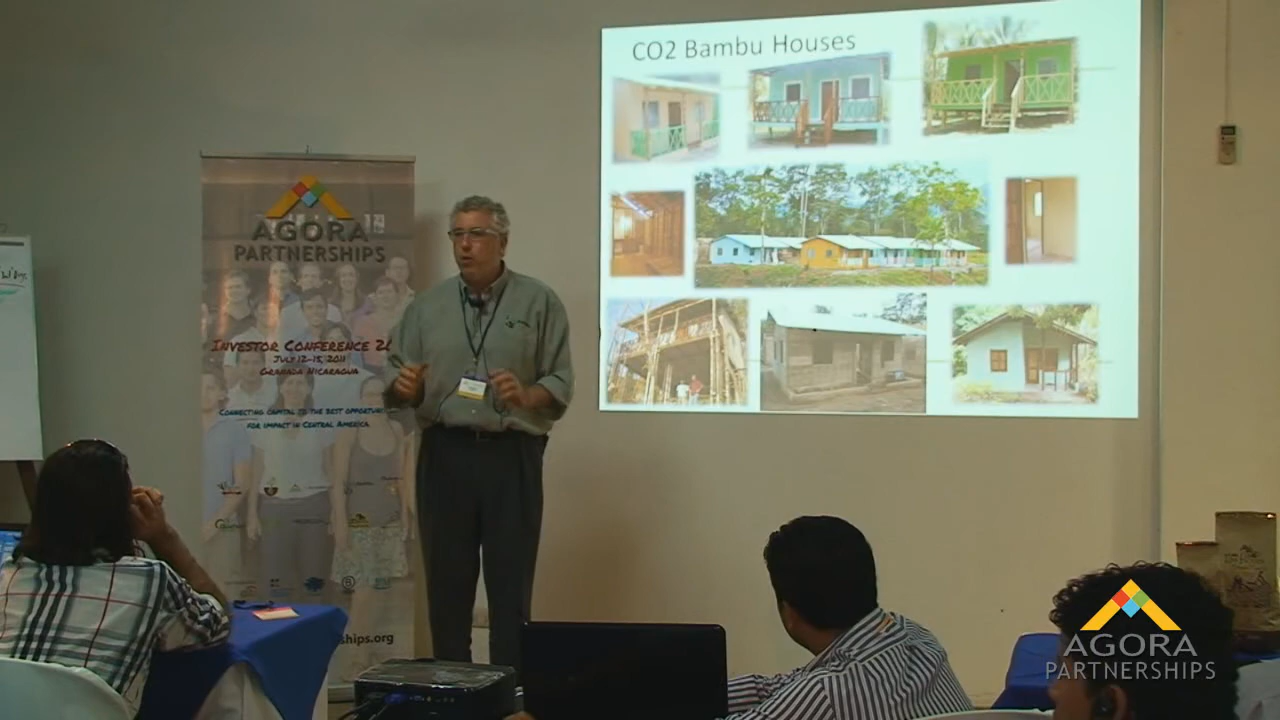 CO2 Bambu Houses
AGORA
PARTNERSHIPS
INVESTOR CONFERENCE 20
JULY 12-15, 2011
GRANADA NICARAGUA
CONNECTING CAPITAL TO THE BEST OPPORTUNI
FOR IMPACT IN CENTRAL AMERICA
ships.org
AGORA
PARTNERSHIPS